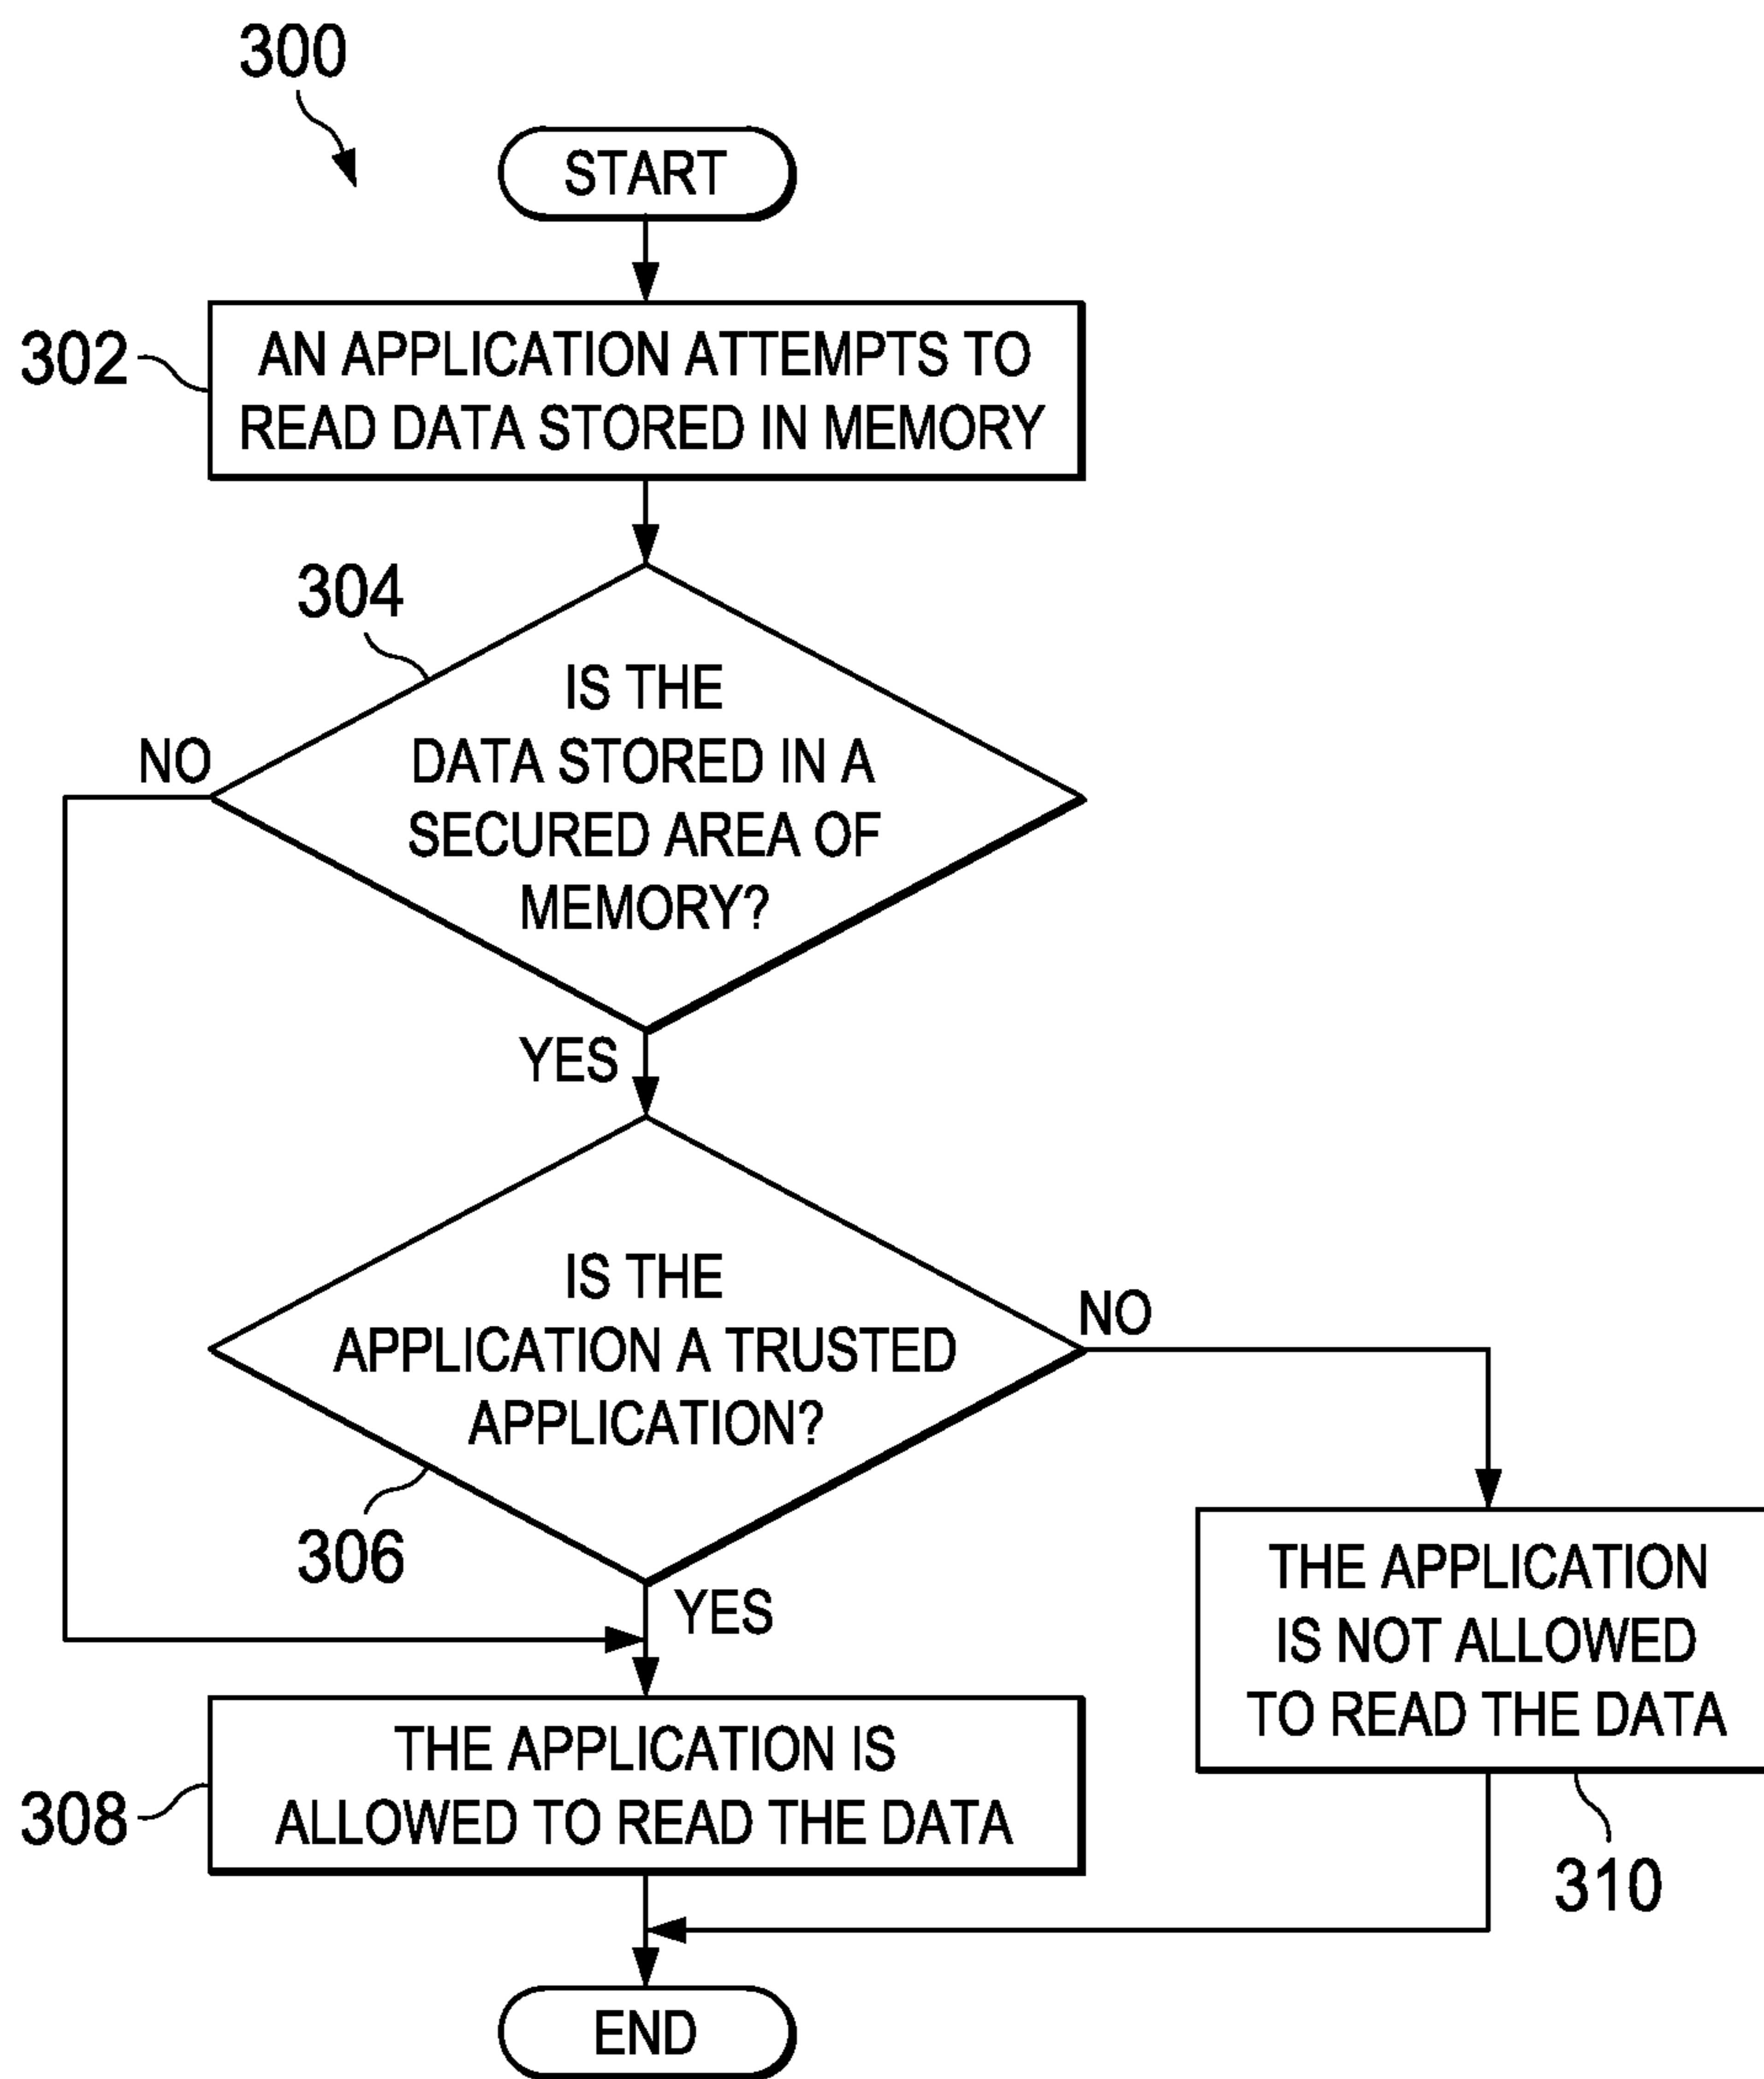 300
START
302
AN APPLICATION ATTEMPTS TO
READ DATA STORED IN MEMORY
304
IS THE
DATA STORED IN A
SECURED AREA OF
MEMORY?
NO
YES
IS THE
APPLICATION A TRUSTED
APPLICATION?
NO
306
YES
THE APPLICATION
IS NOT ALLOWED
TO READ THE DATA
310
308
THE APPLICATION IS
ALLOWED TO READ THE DATA
END